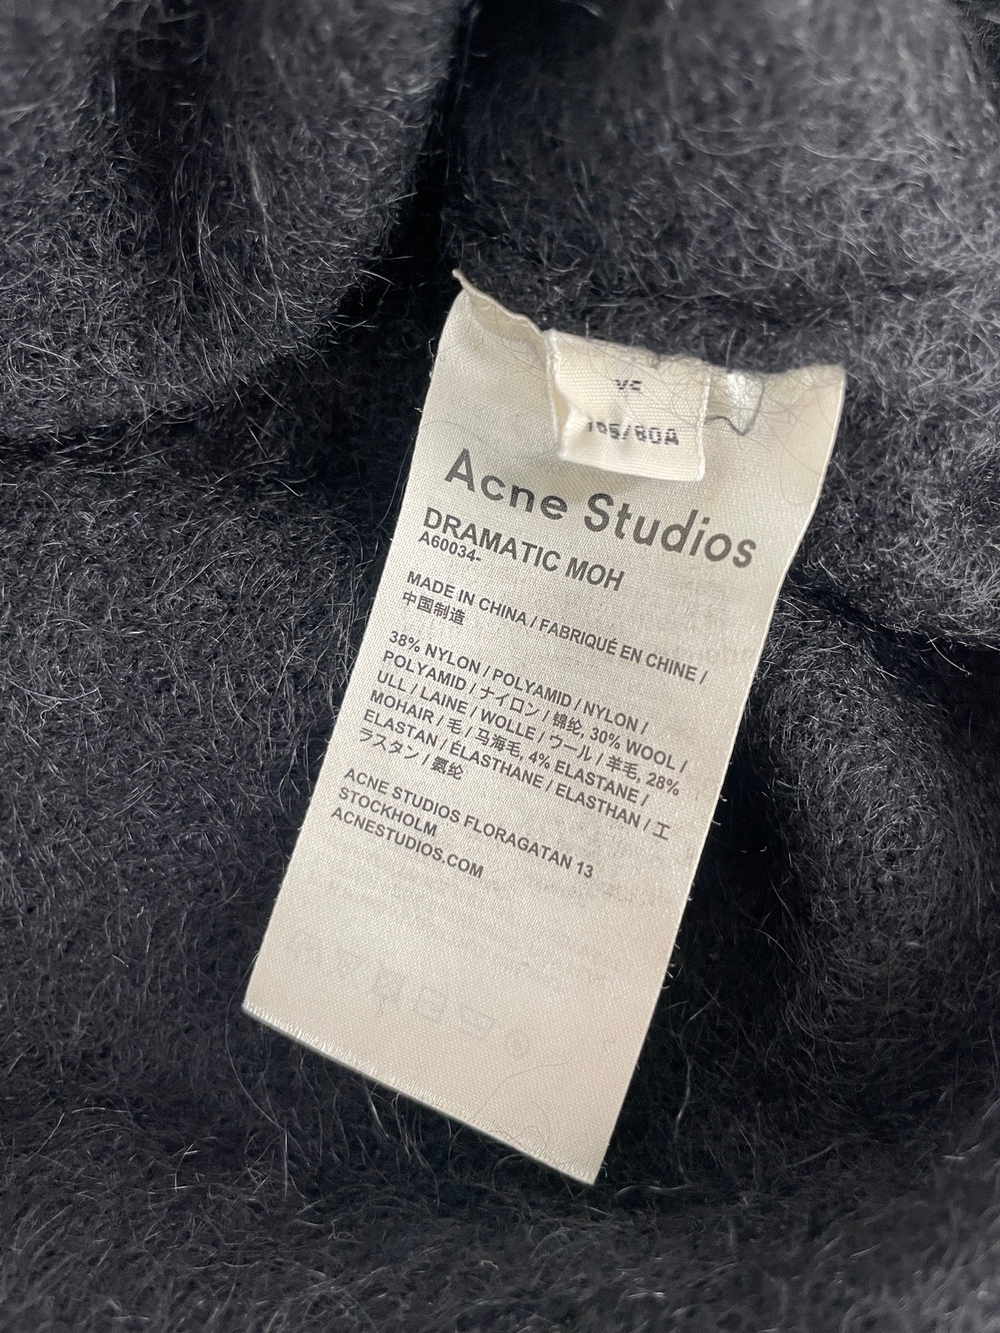 Acne Studios
DRAMATIC MOH
A60034-
MADE IN CHINA / FABRIQUÉ EN CHINE /
中国制造
38% NYLON / POLYAMID / NYLON /
POLYAMID / ナイロン / 锦纶, 30% WOOL /
ULL / LAINE / WOLLE / ウール / 羊毛, 28%
MOHAIR / 毛 / 马海毛, 4% ELASTANE /
ELASTAN / ÉLASTHANE / ELASTHAN / エ
ラスタン / 氨纶
ACNE STUDIOS FLORAGATAN 13
STOCKHOLM
ACNESTUDIOS.COM